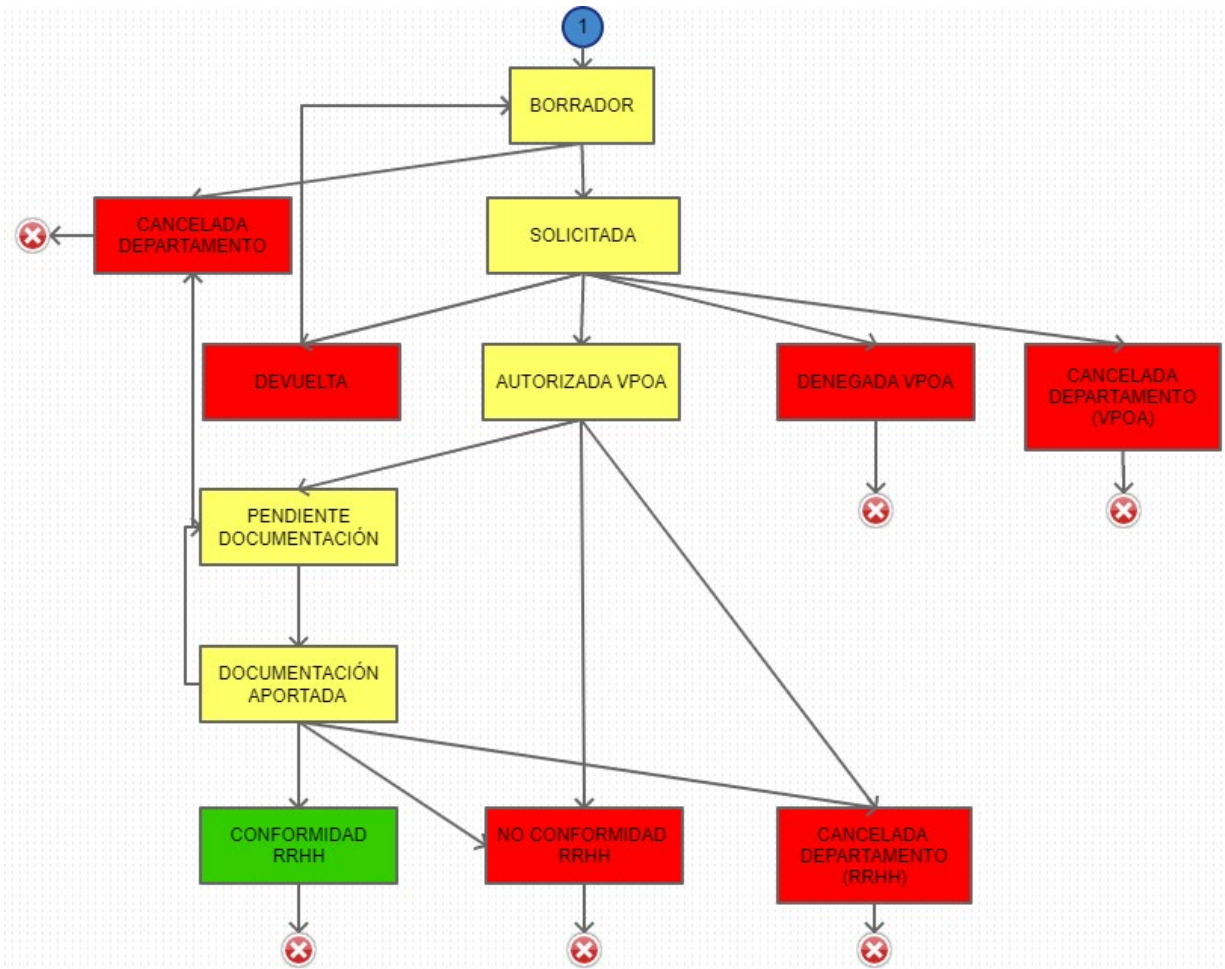 1
BORRADOR
CANCELADA
DEPARTAMENTO
SOLICITADA
DEVUELTA
AUTORIZADA VPOA
DENEGADA VPOA
CANCELADA
DEPARTAMENTO
(VPOA)
PENDIENTE
DOCUMENTACIÓN
DOCUMENTACIÓN
APORTADA
CONFORMIDAD
RRHH
NO CONFORMIDAD
RRHH
CANCELADA
DEPARTAMENTO
(RRHH)